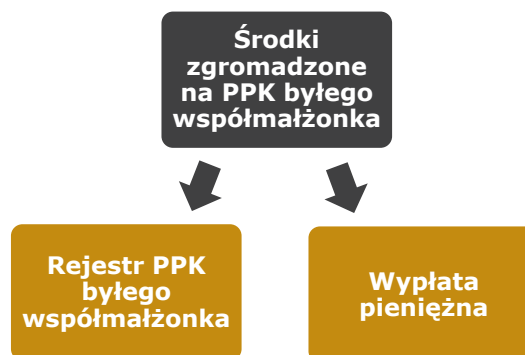 Środki
zgromadzone
na PPK byłego
współmałżonka
Rejestr PPK
byłego
współmałżonka
Wypłata
pieniężna